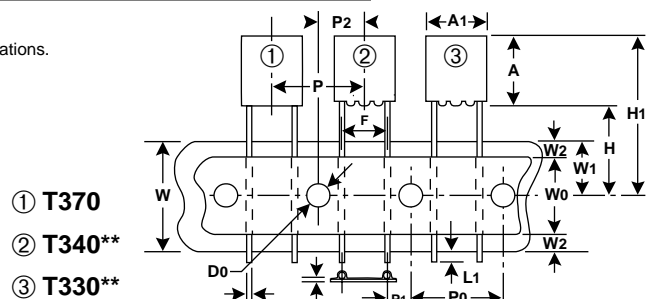 ations.
P2
A1
①
②
③
P
A
H1
F
H
W2
W1
W
W0
① T370
② T340**
③ T330**
W2
D0
L1
P1
P0